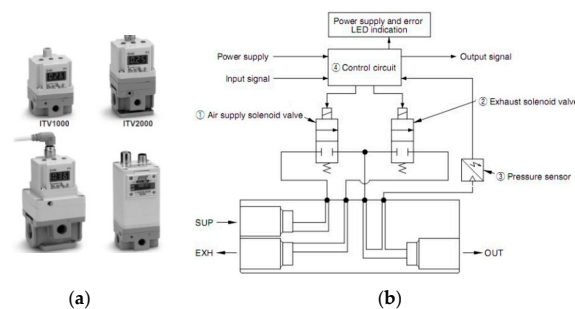 ITV1000
ITV2000
Power supply and error
LED indication
Power supply
Input signal
④ Control circuit
Output signal
① Air supply solenoid valve
② Exhaust solenoid valve
③ Pressure sensor
SUP
EXH
OUT
(a)
(b)